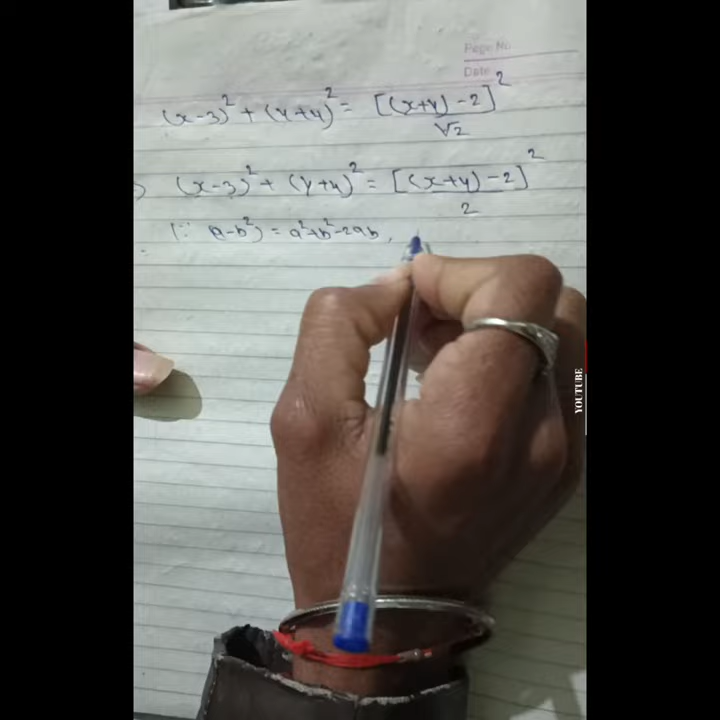 Page No.
Date
(x-3)² + (y+4)² = [(x+y)-2]²
√2
(x-3)² + (y+4)² = [(x+y)-2]²
2
(∵ (a-b²) = a²+b²-2ab,
YOUTUBE